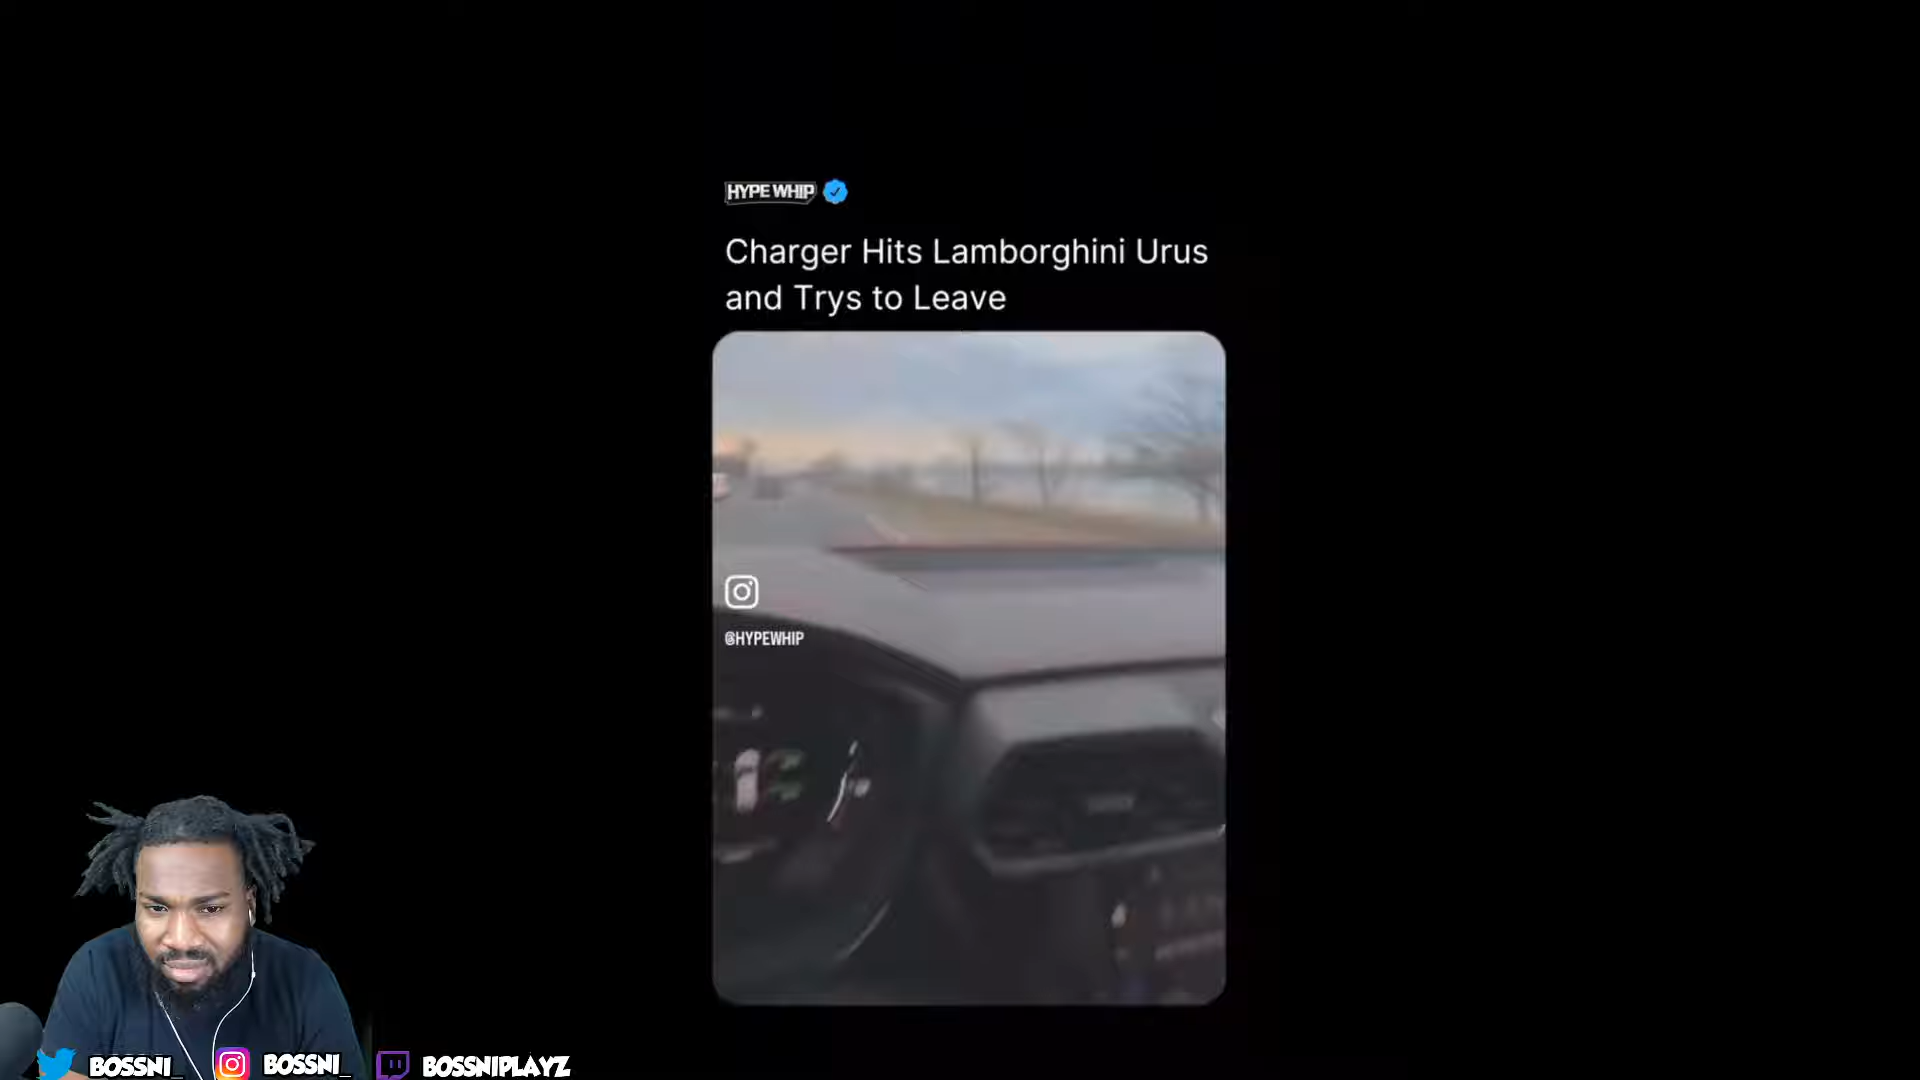 HYPE WHIP
Charger Hits Lamborghini Urus
and Trys to Leave
@HYPEWHIP
BOSSNI_
BOSSNI_
BOSSNIPLAYZ